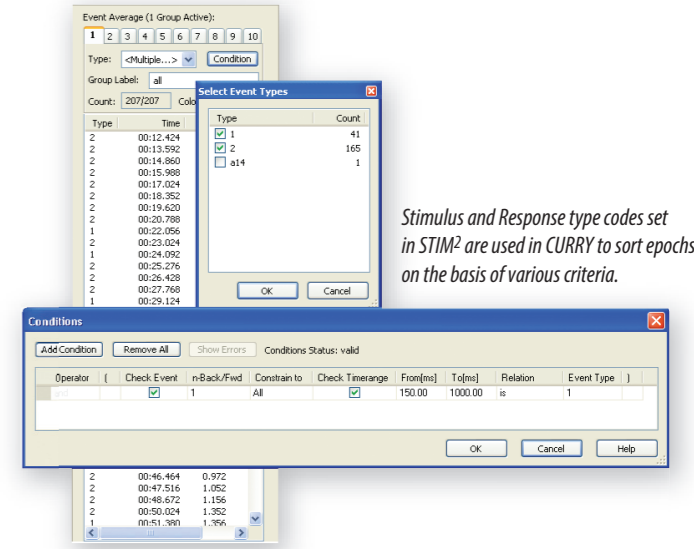 Event Average (1 Group Active):
1 2 3 4 5 6 7 8 9 10
Type: <Multiple...> Condition
Group Label: all
Count: 207/207 Colo
Type Time
2 00:12.424
2 00:13.592
2 00:14.860
2 00:15.988
2 00:17.024
2 00:18.352
2 00:19.620
2 00:20.788
1 00:22.056
2 00:23.024
1 00:24.092
2 00:25.276
2 00:26.428
2 00:27.768
1 00:29.124
Select Event Types
Type Count
1 41
2 165
a14 1
OK Cancel
Stimulus and Response type codes set
in STIM² are used in CURRY to sort epochs
on the basis of various criteria.
Conditions
Add Condition Remove All Show Errors Conditions Status: valid
Operator ( Check Event n-Back/Fwd Constrain to Check Timerange From[ms] To[ms] Relation Event Type )
1 All 150.00 1000.00 is 1
OK Cancel Help
2 00:46.464 0.972
2 00:47.516 1.052
2 00:48.672 1.156
2 00:50.024 1.352
1 00:51.380 1.356